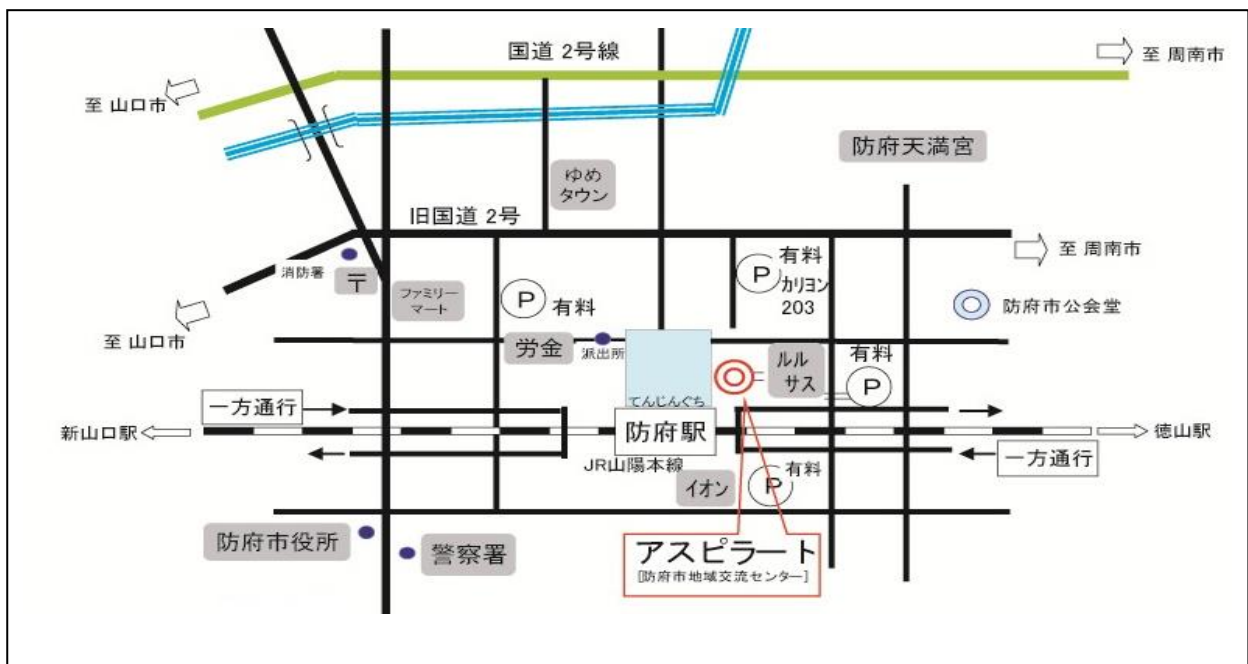 国道 2号線
至 周南市
至 山口市
防府天満宮
ゆめ
タウン
旧国道 2号
至 周南市
消防署
〒
ファミリー
マート
P
有料
P
有料
カリヨン
203
防府市公会堂
至 山口市
労金
派出所
ルル
サス
有料
P
てんじんぐち
一方通行
新山口駅
防府駅
徳山駅
JR山陽本線
一方通行
イオン
P
有料
防府市役所
警察署
アスピラート
[防府市地域交流センター]